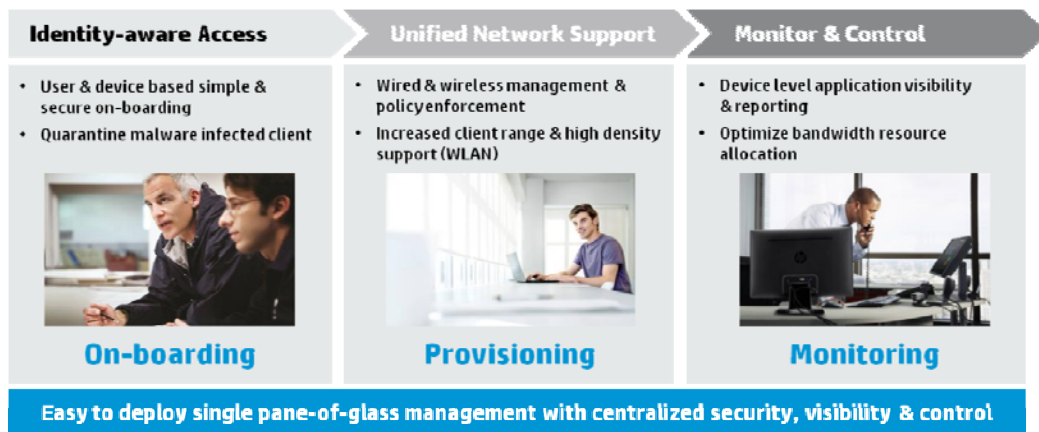 Identity-aware Access
Unified Network Support
Monitor & Control
• User & device based simple &
secure on-boarding
• Quarantine malware infected client
• Wired & wireless management &
policy enforcement
• Increased client range & high density
support (WLAN)
• Device level application visibility
& reporting
• Optimize bandwidth resource
allocation
hp
On-boarding
Provisioning
Monitoring
Easy to deploy single pane-of-glass management with centralized security, visibility & control